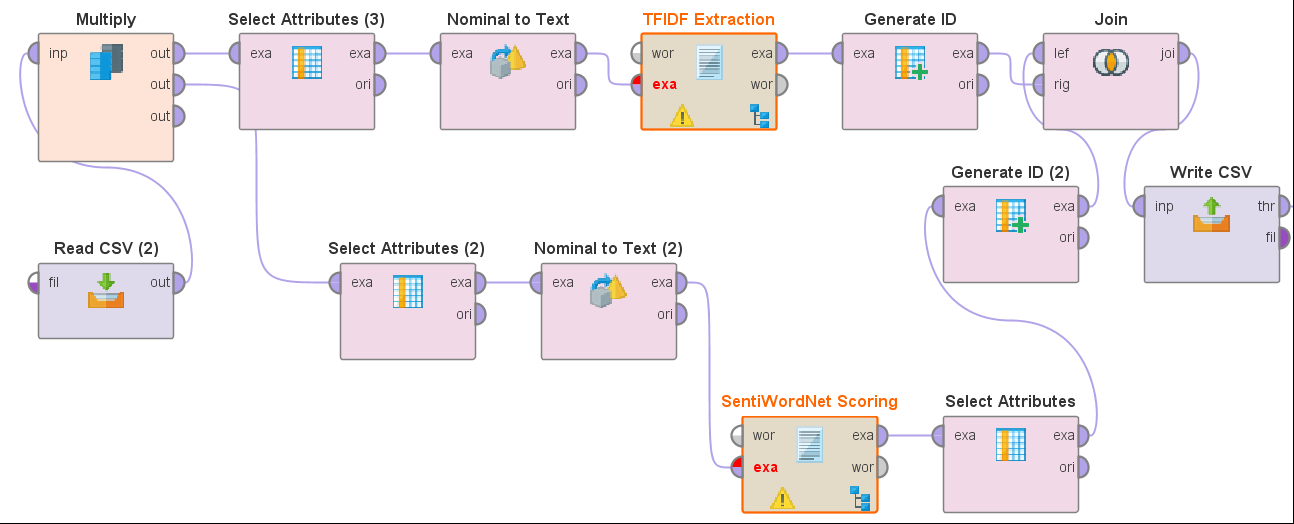 Multiply
Select Attributes (3)
Nominal to Text
TFIDF Extraction
Generate ID
Join
inp
out
exa
exa
exa
exa
wor
exa
exa
exa
lef
joi
out
ori
ori
exa
wor
ori
rig
out
Generate ID (2)
Write CSV
exa
exa
inp
thr
ori
fil
Read CSV (2)
Select Attributes (2)
Nominal to Text (2)
fil
out
exa
exa
exa
exa
ori
ori
SentiWordNet Scoring
Select Attributes
wor
exa
exa
exa
exa
wor
ori